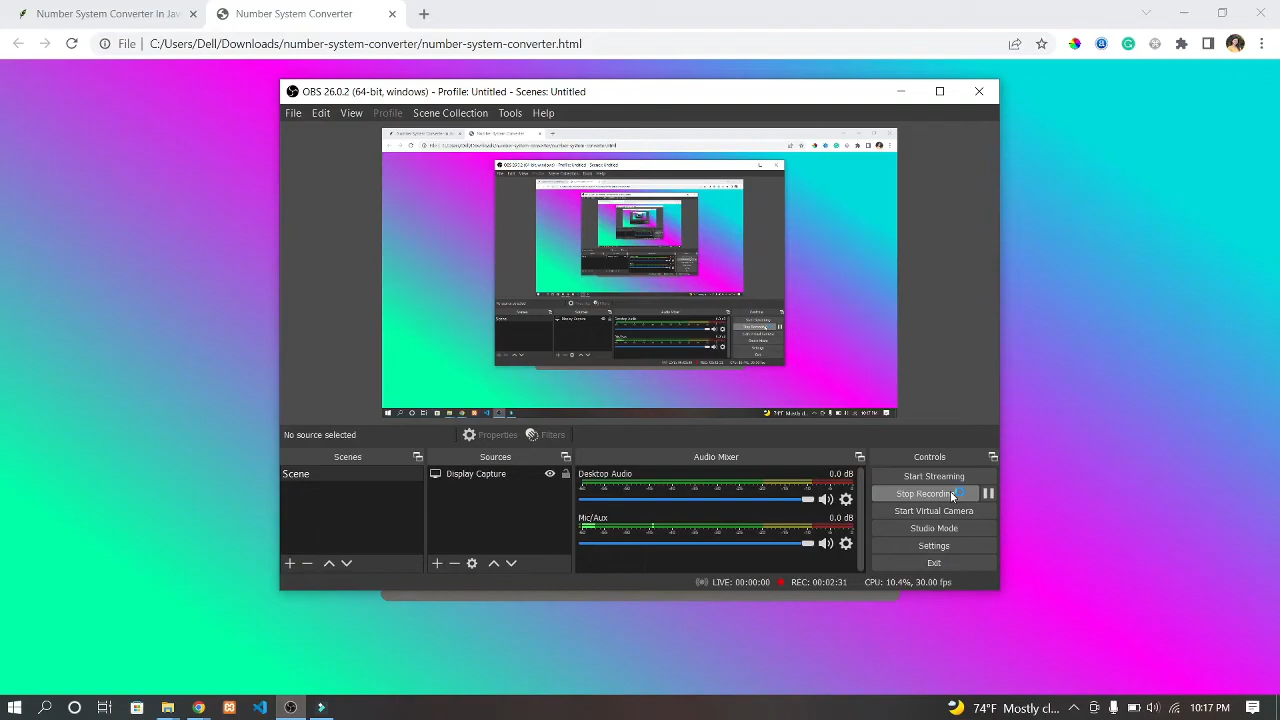 Number System Converter In Jav
Number System Converter
File
C:/Users/Dell/Downloads/number-system-converter/number-system-converter.html
OBS 26.0.2 (64-bit, windows) - Profile: Untitled - Scenes: Untitled
File Edit View Profile Scene Collection Tools Help
No source selected
Properties
Filters
Scenes
Sources
Audio Mixer
Controls
Scene
Display Capture
Desktop Audio
0.0 dB
Mic/Aux
0.0 dB
Start Streaming
Stop Recording
Start Virtual Camera
Studio Mode
Settings
Exit
LIVE: 00:00:00
REC: 00:02:31
CPU: 10.4%, 30.00 fps
74°F Mostly cl...
10:17 PM